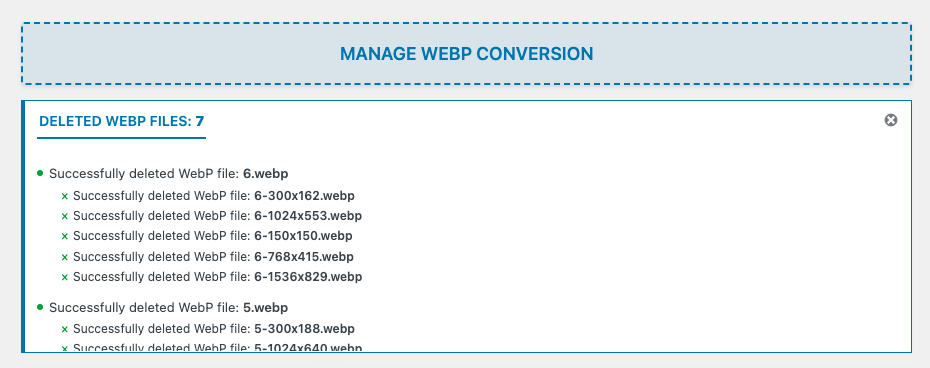 MANAGE WEBP CONVERSION
DELETED WEBP FILES: 7
Successfully deleted WebP file: 6.webp
× Successfully deleted WebP file: 6-300x162.webp
× Successfully deleted WebP file: 6-1024x553.webp
× Successfully deleted WebP file: 6-150x150.webp
× Successfully deleted WebP file: 6-768x415.webp
× Successfully deleted WebP file: 6-1536x829.webp
Successfully deleted WebP file: 5.webp
× Successfully deleted WebP file: 5-300x188.webp
× Successfully deleted WebP file: 5-1024x640.webp